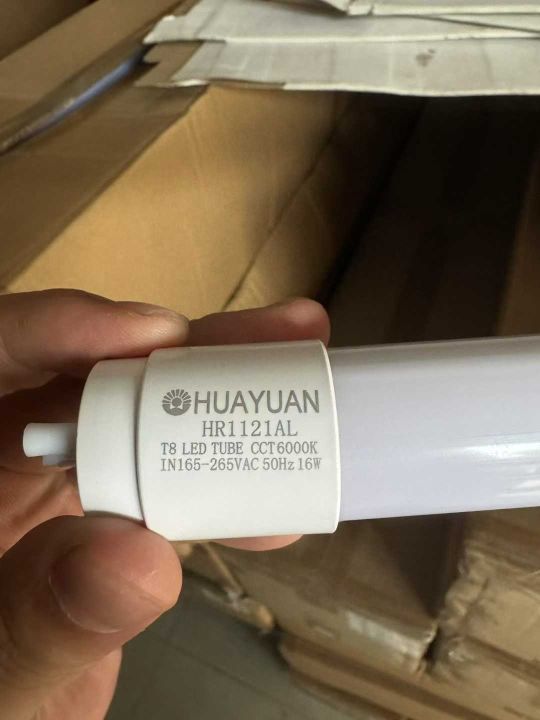 HUAYUAN
HR1121AL
T8 LED TUBE CCT6000K
IN165-265VAC 50Hz 16W